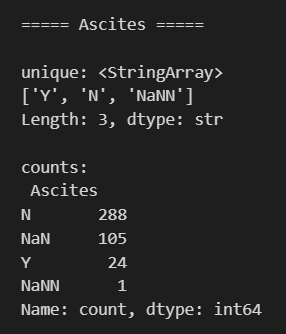 ===== Ascites =====
unique: <StringArray>
['Y', 'N', 'NaNN']
Length: 3, dtype: str
counts:
Ascites
N 288
NaN 105
Y 24
NaNN 1
Name: count, dtype: int64